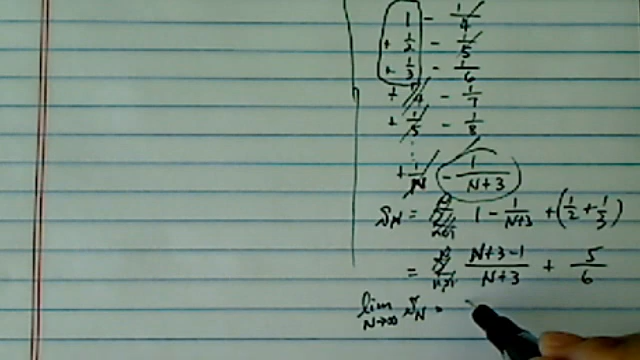 1 - 1/4
+ 1/2 - 1/5
+ 1/3 - 1/6
+ 1/4 - 1/7
+ 1/5 - 1/8
⋮
+ 1/N - 1/(N+3)
S_N = 1 - 1/(N+3) + (1/2 + 1/3)
= (N+3-1)/(N+3) + 5/6
lim N→∞ S_N =